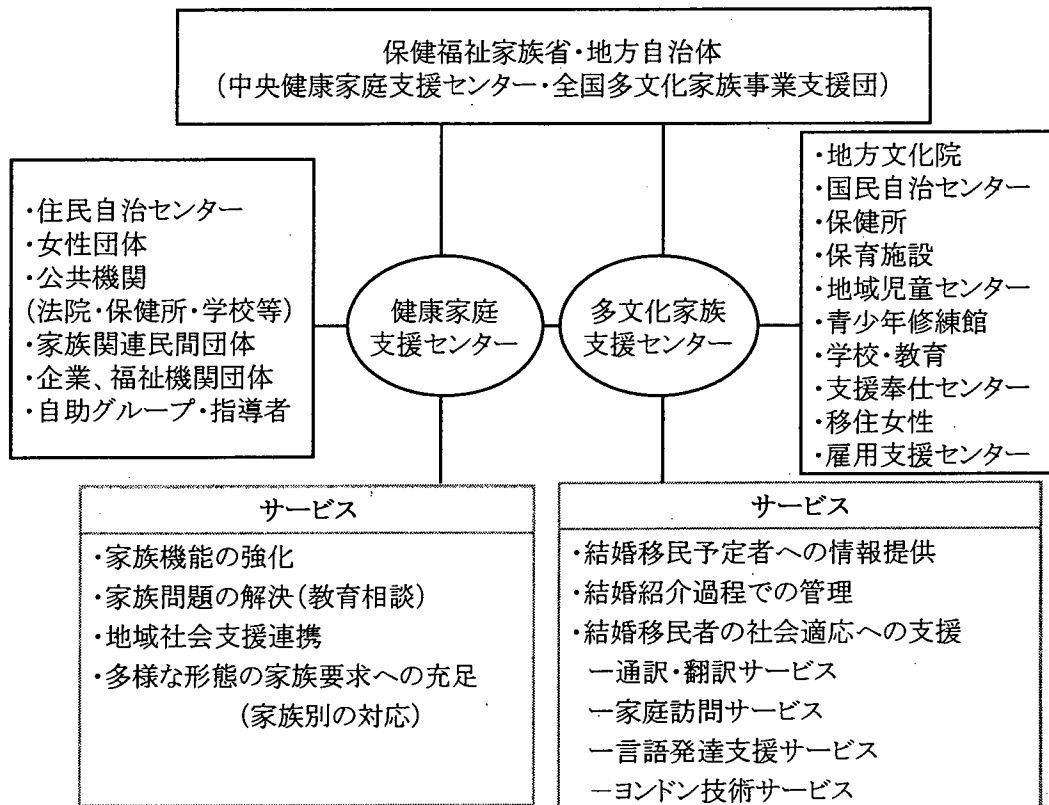 保健福祉家族省・地方自治体
(中央健康家庭支援センター・全国多文化家族事業支援団)
・住民自治センター
・女性団体
・公共機関
(法院・保健所・学校等)
・家族関連民間団体
・企業、福祉機関団体
・自助グループ・指導者
健康家庭
支援センター
多文化家族
支援センター
・地方文化院
・国民自治センター
・保健所
・保育施設
・地域児童センター
・青少年修練館
・学校・教育
・支援奉仕センター
・移住女性
・雇用支援センター
サービス
・家族機能の強化
・家族問題の解決(教育相談)
・地域社会支援連携
・多様な形態の家族要求への充足
(家族別の対応)
サービス
・結婚移民予定者への情報提供
・結婚紹介過程での管理
・結婚移民者の社会適応への支援
ー通訳・翻訳サービス
ー家庭訪問サービス
ー言語発達支援サービス
ーヨンドン技術サービス